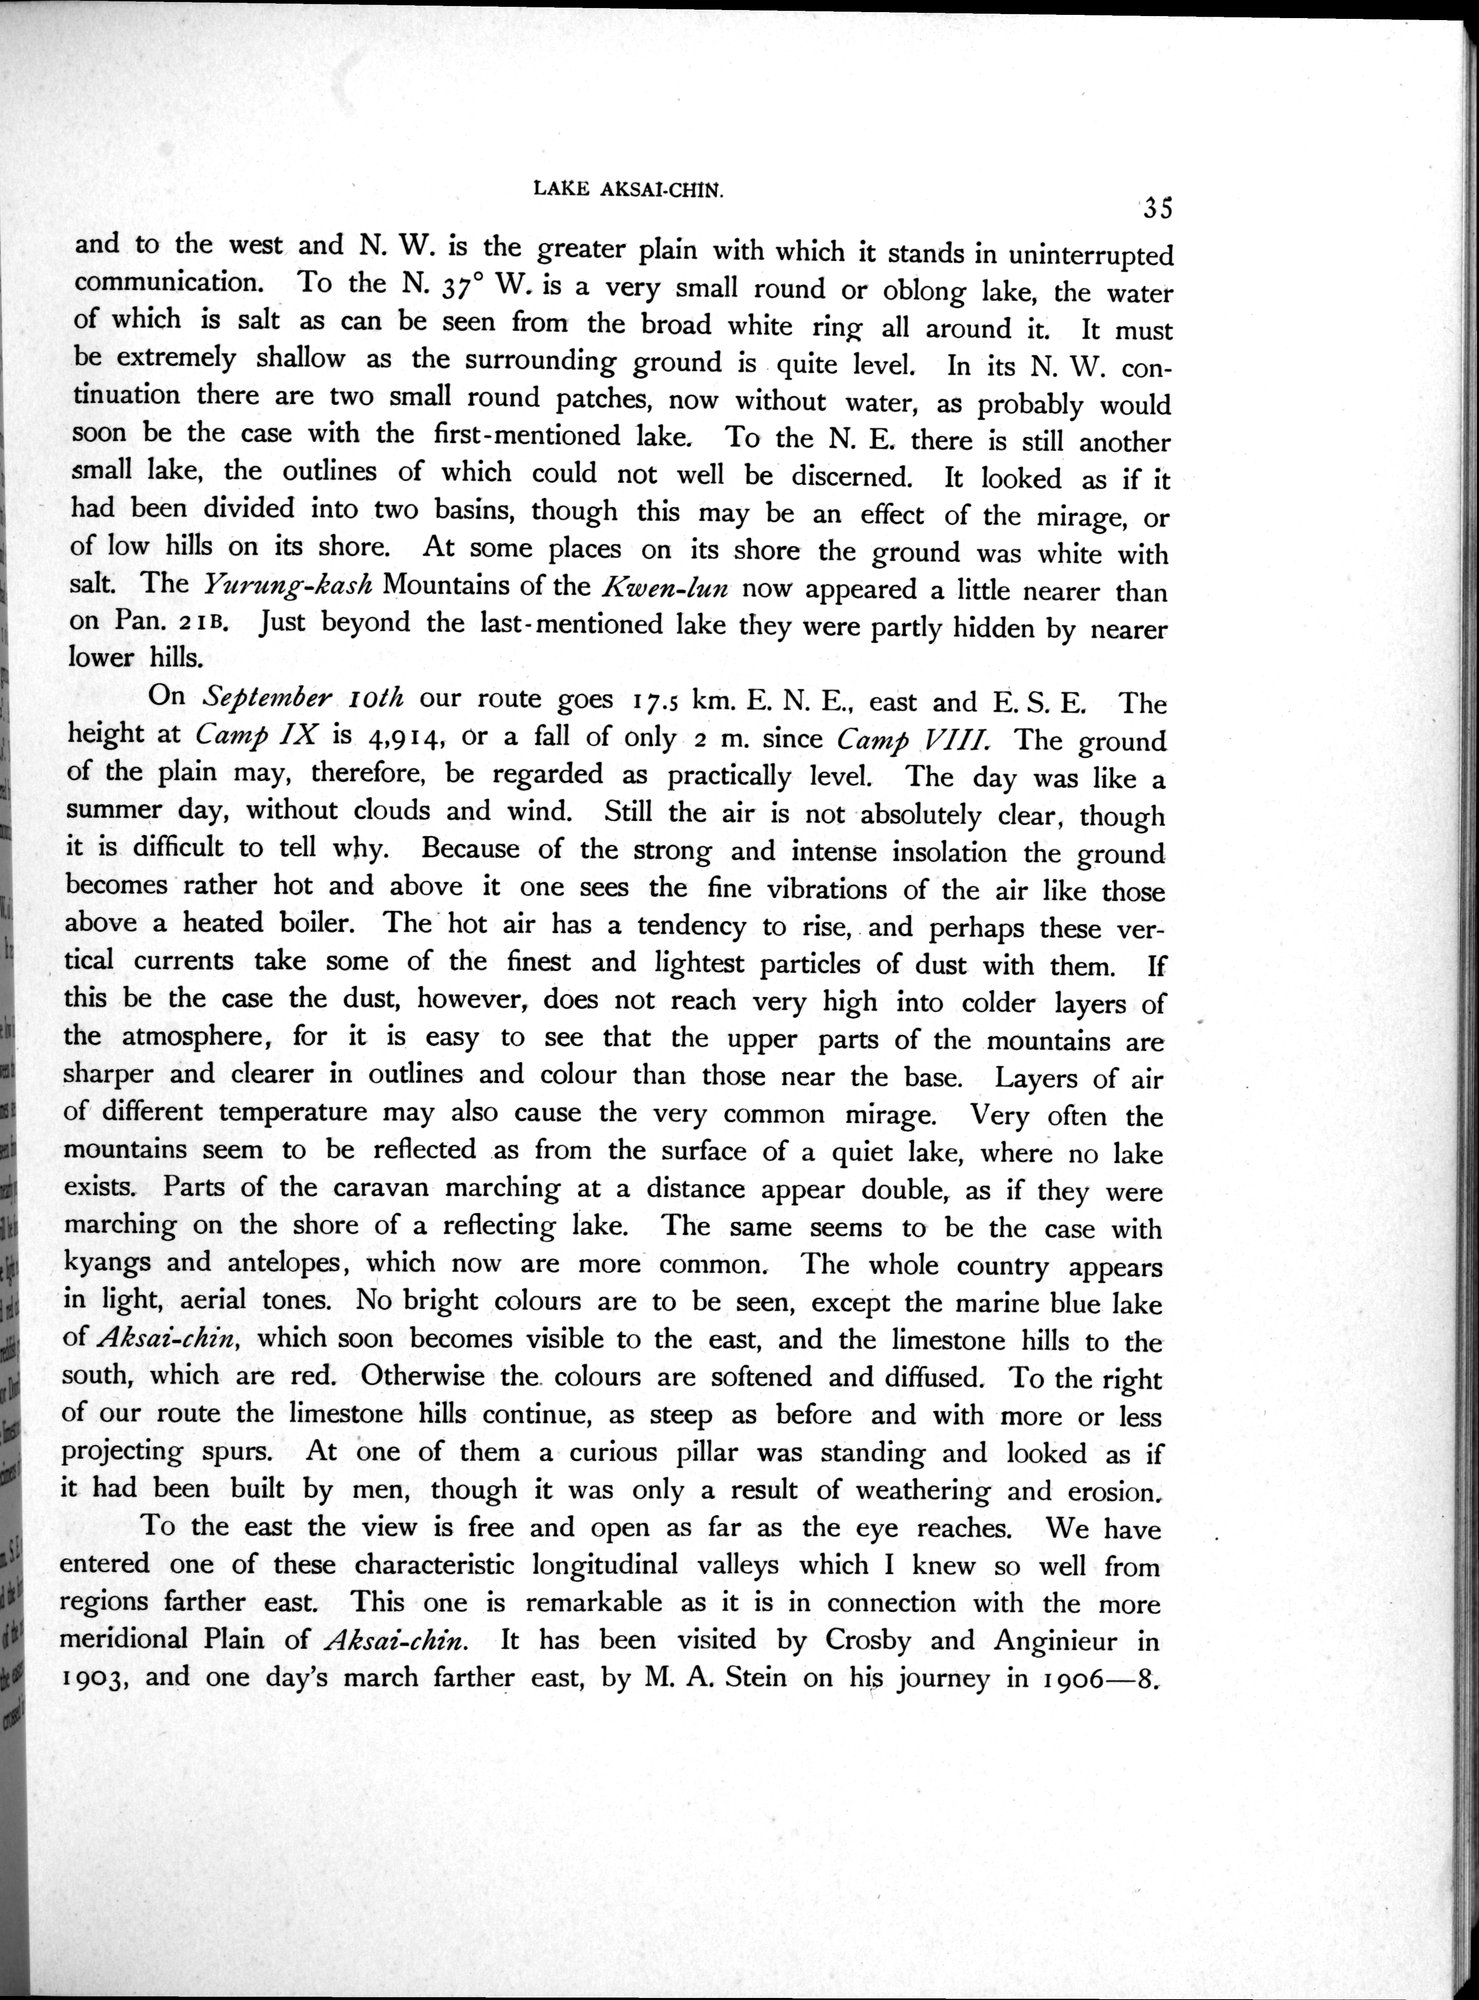 LAKE AKSAI-CHIN.
35
and to the west and N. W. is the greater plain with which it stands in uninterrupted
communication. To the N. 37° W. is a very small round or oblong lake, the water
of which is salt as can be seen from the broad white ring all around it. It must
be extremely shallow as the surrounding ground is quite level. In its N. W. con-
tinuation there are two small round patches, now without water, as probably would
soon be the case with the first-mentioned lake. To the N. E. there is still another
small lake, the outlines of which could not well be discerned. It looked as if it
had been divided into two basins, though this may be an effect of the mirage, or
of low hills on its shore. At some places on its shore the ground was white with
salt. The Yurung-kash Mountains of the Kwen-lun now appeared a little nearer than
on Pan. 21B. Just beyond the last-mentioned lake they were partly hidden by nearer
lower hills.
On September 10th our route goes 17.5 km. E. N. E., east and E. S. E. The
height at Camp IX is 4,914, or a fall of only 2 m. since Camp VIII. The ground
of the plain may, therefore, be regarded as practically level. The day was like a
summer day, without clouds and wind. Still the air is not absolutely clear, though
it is difficult to tell why. Because of the strong and intense insolation the ground
becomes rather hot and above it one sees the fine vibrations of the air like those
above a heated boiler. The hot air has a tendency to rise, and perhaps these ver-
tical currents take some of the finest and lightest particles of dust with them. If
this be the case the dust, however, does not reach very high into colder layers of
the atmosphere, for it is easy to see that the upper parts of the mountains are
sharper and clearer in outlines and colour than those near the base. Layers of air
of different temperature may also cause the very common mirage. Very often the
mountains seem to be reflected as from the surface of a quiet lake, where no lake
exists. Parts of the caravan marching at a distance appear double, as if they were
marching on the shore of a reflecting lake. The same seems to be the case with
kyangs and antelopes, which now are more common. The whole country appears
in light, aerial tones. No bright colours are to be seen, except the marine blue lake
of Aksai-chin, which soon becomes visible to the east, and the limestone hills to the
south, which are red. Otherwise the colours are softened and diffused. To the right
of our route the limestone hills continue, as steep as before and with more or less
projecting spurs. At one of them a curious pillar was standing and looked as if
it had been built by men, though it was only a result of weathering and erosion.
To the east the view is free and open as far as the eye reaches. We have
entered one of these characteristic longitudinal valleys which I knew so well from
regions farther east. This one is remarkable as it is in connection with the more
meridional Plain of Aksai-chin. It has been visited by Crosby and Anginieur in
1903, and one day's march farther east, by M. A. Stein on his journey in 1906—8.